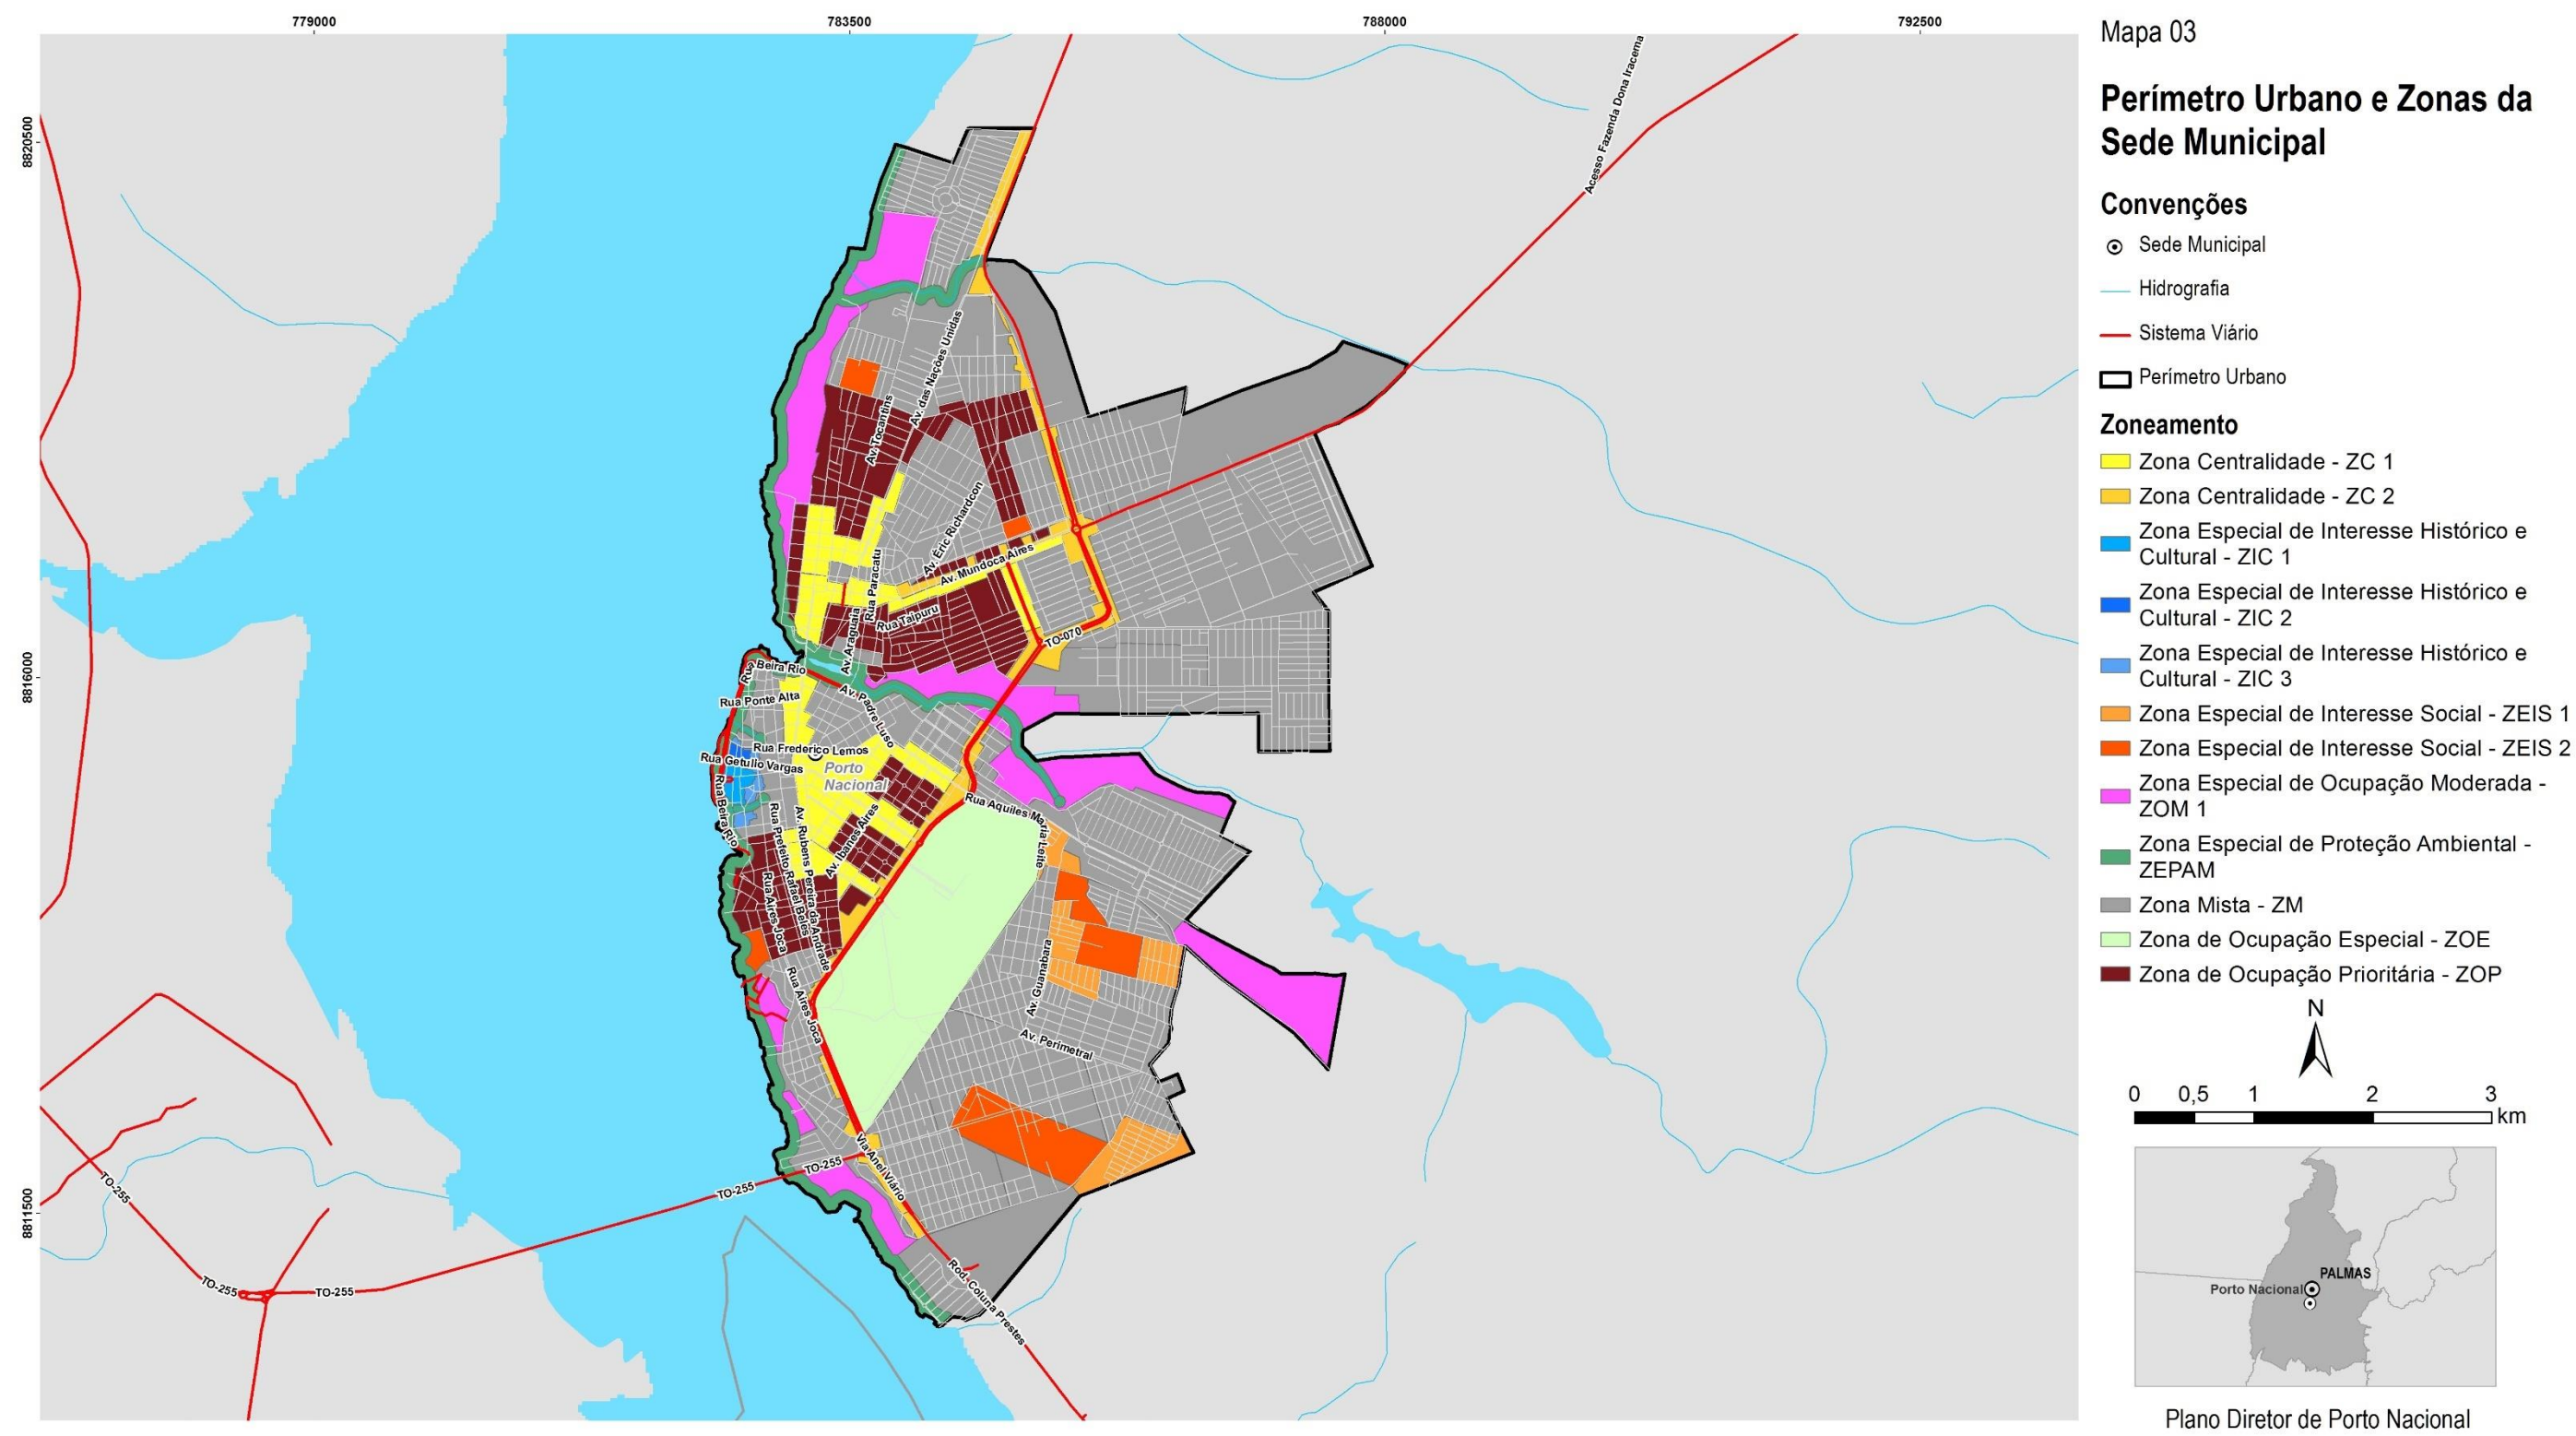 779000
783500
788000
792500
8820500
8816000
8811500
Acesso Fazenda Dona Iracema
Av. das Nações Unidas
Av. Tocantins
Av. Éric Richardcon
Av. Mundoca Aires
Rua Paracatu
Rua Taipuru
Av. Araguaia
TO-070
Rua Beira Rio
Rua Ponte Alta
Av. Padre Luso
Rua Frederico Lemos
Rua Getulio Vargas
Porto
Nacional
Rua Beira Rio
Rua Aquiles Maria Leite
Av. Ibanes Aires
Rua Prefeito Rafael Beles
Av. Rubens Pereira da Andrade
Rua Aires Joca
Rua Aires Joca
Av. Guanabara
Av. Perimetral
Via Anel Viário
TO-255
TO-255
TO-255
TO-255
TO-255
Rod. Coluna Prestes
Mapa 03
Perímetro Urbano e Zonas da
Sede Municipal
Convenções
Sede Municipal
Hidrografia
Sistema Viário
Perímetro Urbano
Zoneamento
Zona Centralidade - ZC 1
Zona Centralidade - ZC 2
Zona Especial de Interesse Histórico e
Cultural - ZIC 1
Zona Especial de Interesse Histórico e
Cultural - ZIC 2
Zona Especial de Interesse Histórico e
Cultural - ZIC 3
Zona Especial de Interesse Social - ZEIS 1
Zona Especial de Interesse Social - ZEIS 2
Zona Especial de Ocupação Moderada -
ZOM 1
Zona Especial de Proteção Ambiental -
ZEPAM
Zona Mista - ZM
Zona de Ocupação Especial - ZOE
Zona de Ocupação Prioritária - ZOP
N
0 0,5 1 2 3
km
PALMAS
Porto Nacional
Plano Diretor de Porto Nacional